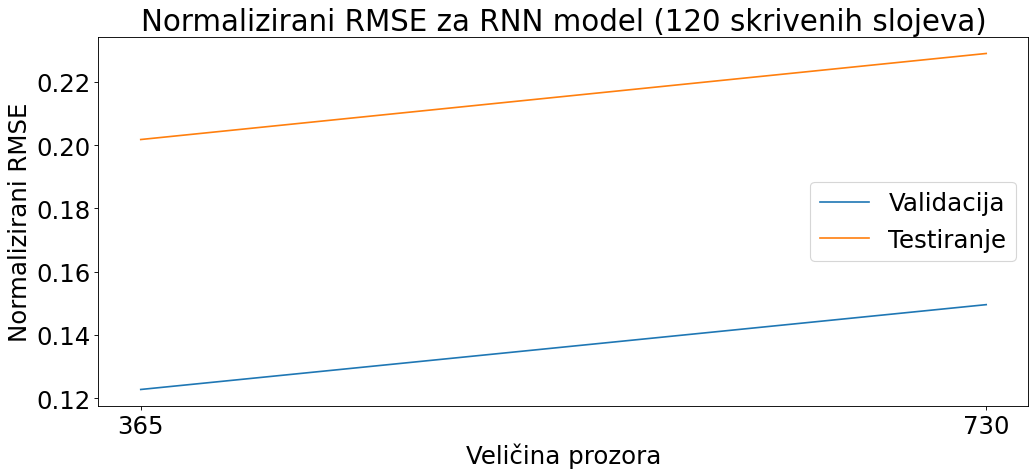 Normalizirani RMSE za RNN model (120 skrivenih slojeva)
Normalizirani RMSE
0.22
0.20
0.18
0.16
0.14
0.12
Validacija
Testiranje
365
730
Veličina prozora